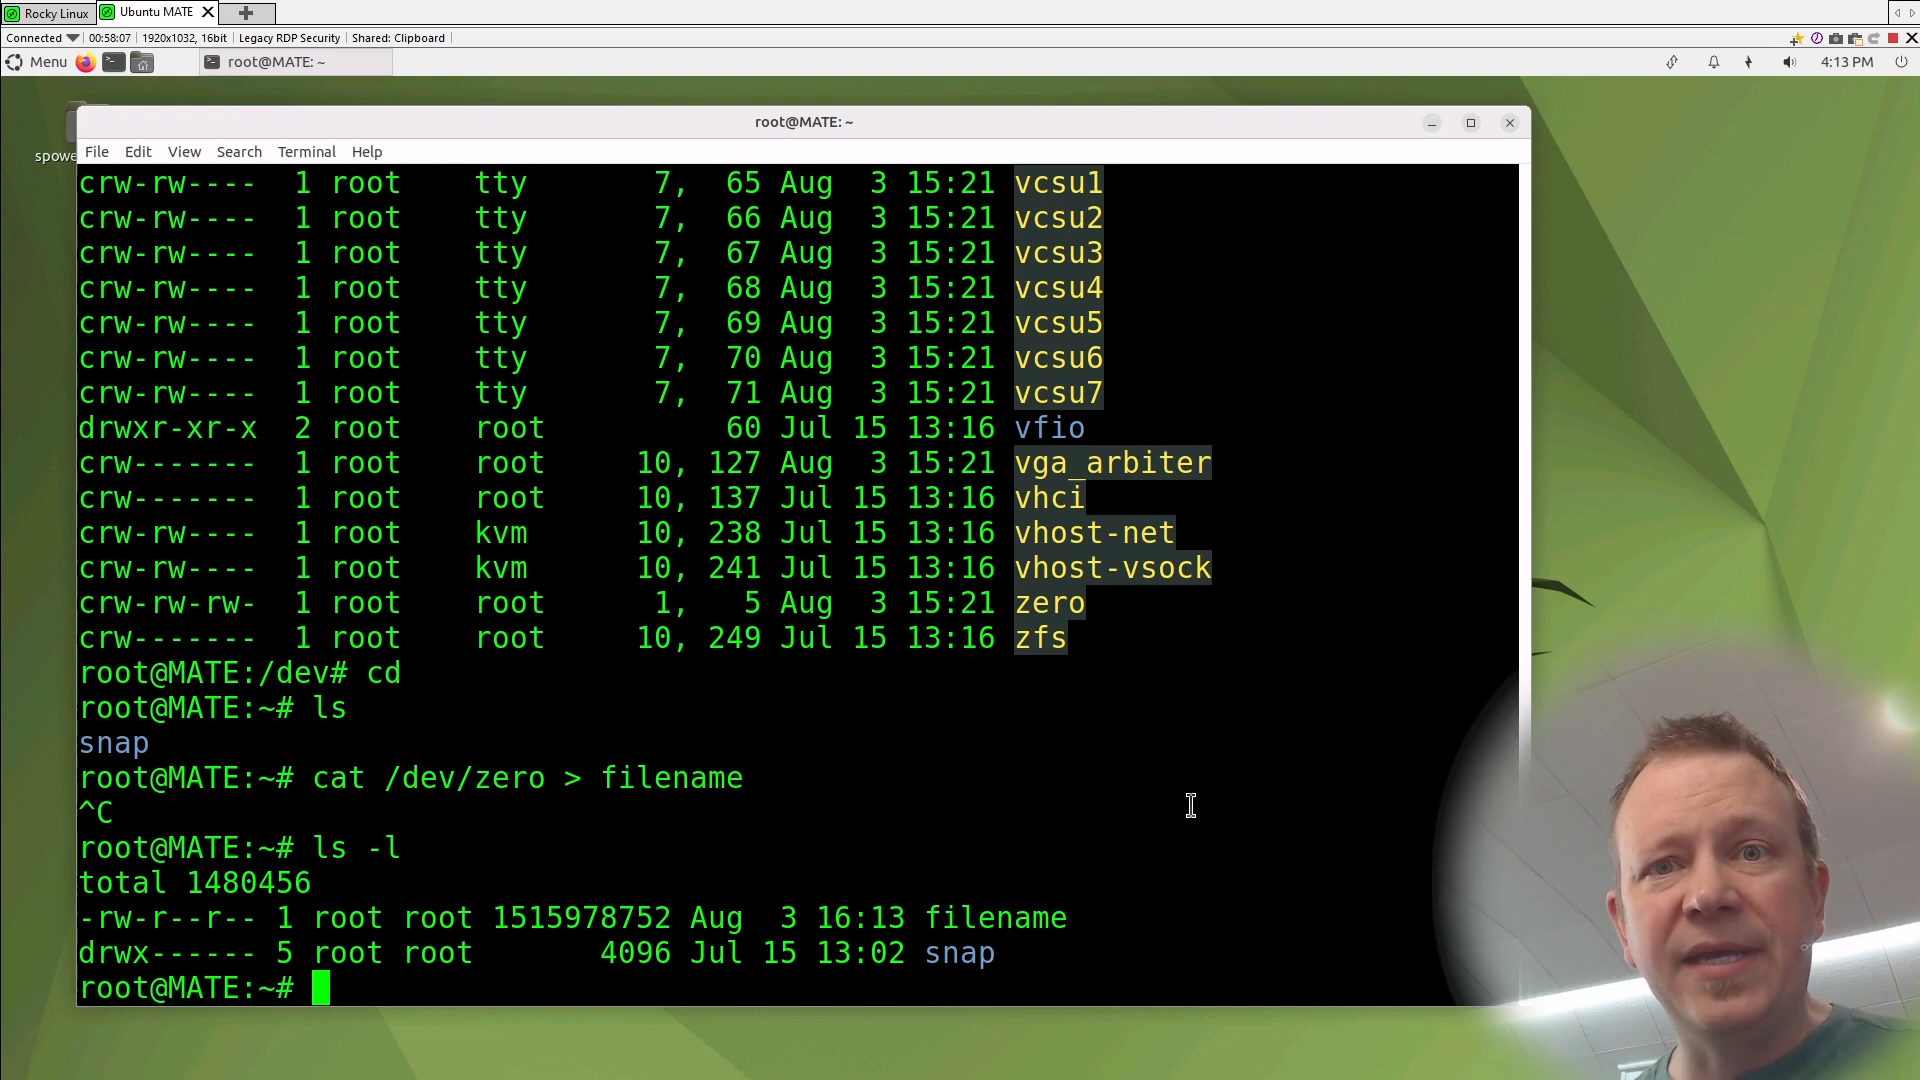 Rocky Linux Ubuntu MATE
Connected 00:58:07 1920x1032, 16bit Legacy RDP Security Shared: Clipboard
Menu root@MATE: ~ 4:13 PM
spowe
root@MATE: ~
File Edit View Search Terminal Help
crw-rw---- 1 root tty 7, 65 Aug 3 15:21 vcsu1
crw-rw---- 1 root tty 7, 66 Aug 3 15:21 vcsu2
crw-rw---- 1 root tty 7, 67 Aug 3 15:21 vcsu3
crw-rw---- 1 root tty 7, 68 Aug 3 15:21 vcsu4
crw-rw---- 1 root tty 7, 69 Aug 3 15:21 vcsu5
crw-rw---- 1 root tty 7, 70 Aug 3 15:21 vcsu6
crw-rw---- 1 root tty 7, 71 Aug 3 15:21 vcsu7
drwxr-xr-x 2 root root 60 Jul 15 13:16 vfio
crw------- 1 root root 10, 127 Aug 3 15:21 vga_arbiter
crw------- 1 root root 10, 137 Jul 15 13:16 vhci
crw-rw---- 1 root kvm 10, 238 Jul 15 13:16 vhost-net
crw-rw---- 1 root kvm 10, 241 Jul 15 13:16 vhost-vsock
crw-rw-rw- 1 root root 1, 5 Aug 3 15:21 zero
crw------- 1 root root 10, 249 Jul 15 13:16 zfs
root@MATE:/dev# cd
root@MATE:~# ls
snap
root@MATE:~# cat /dev/zero > filename
^C
root@MATE:~# ls -l
total 1480456
-rw-r--r-- 1 root root 1515978752 Aug 3 16:13 filename
drwx------ 5 root root 4096 Jul 15 13:02 snap
root@MATE:~#